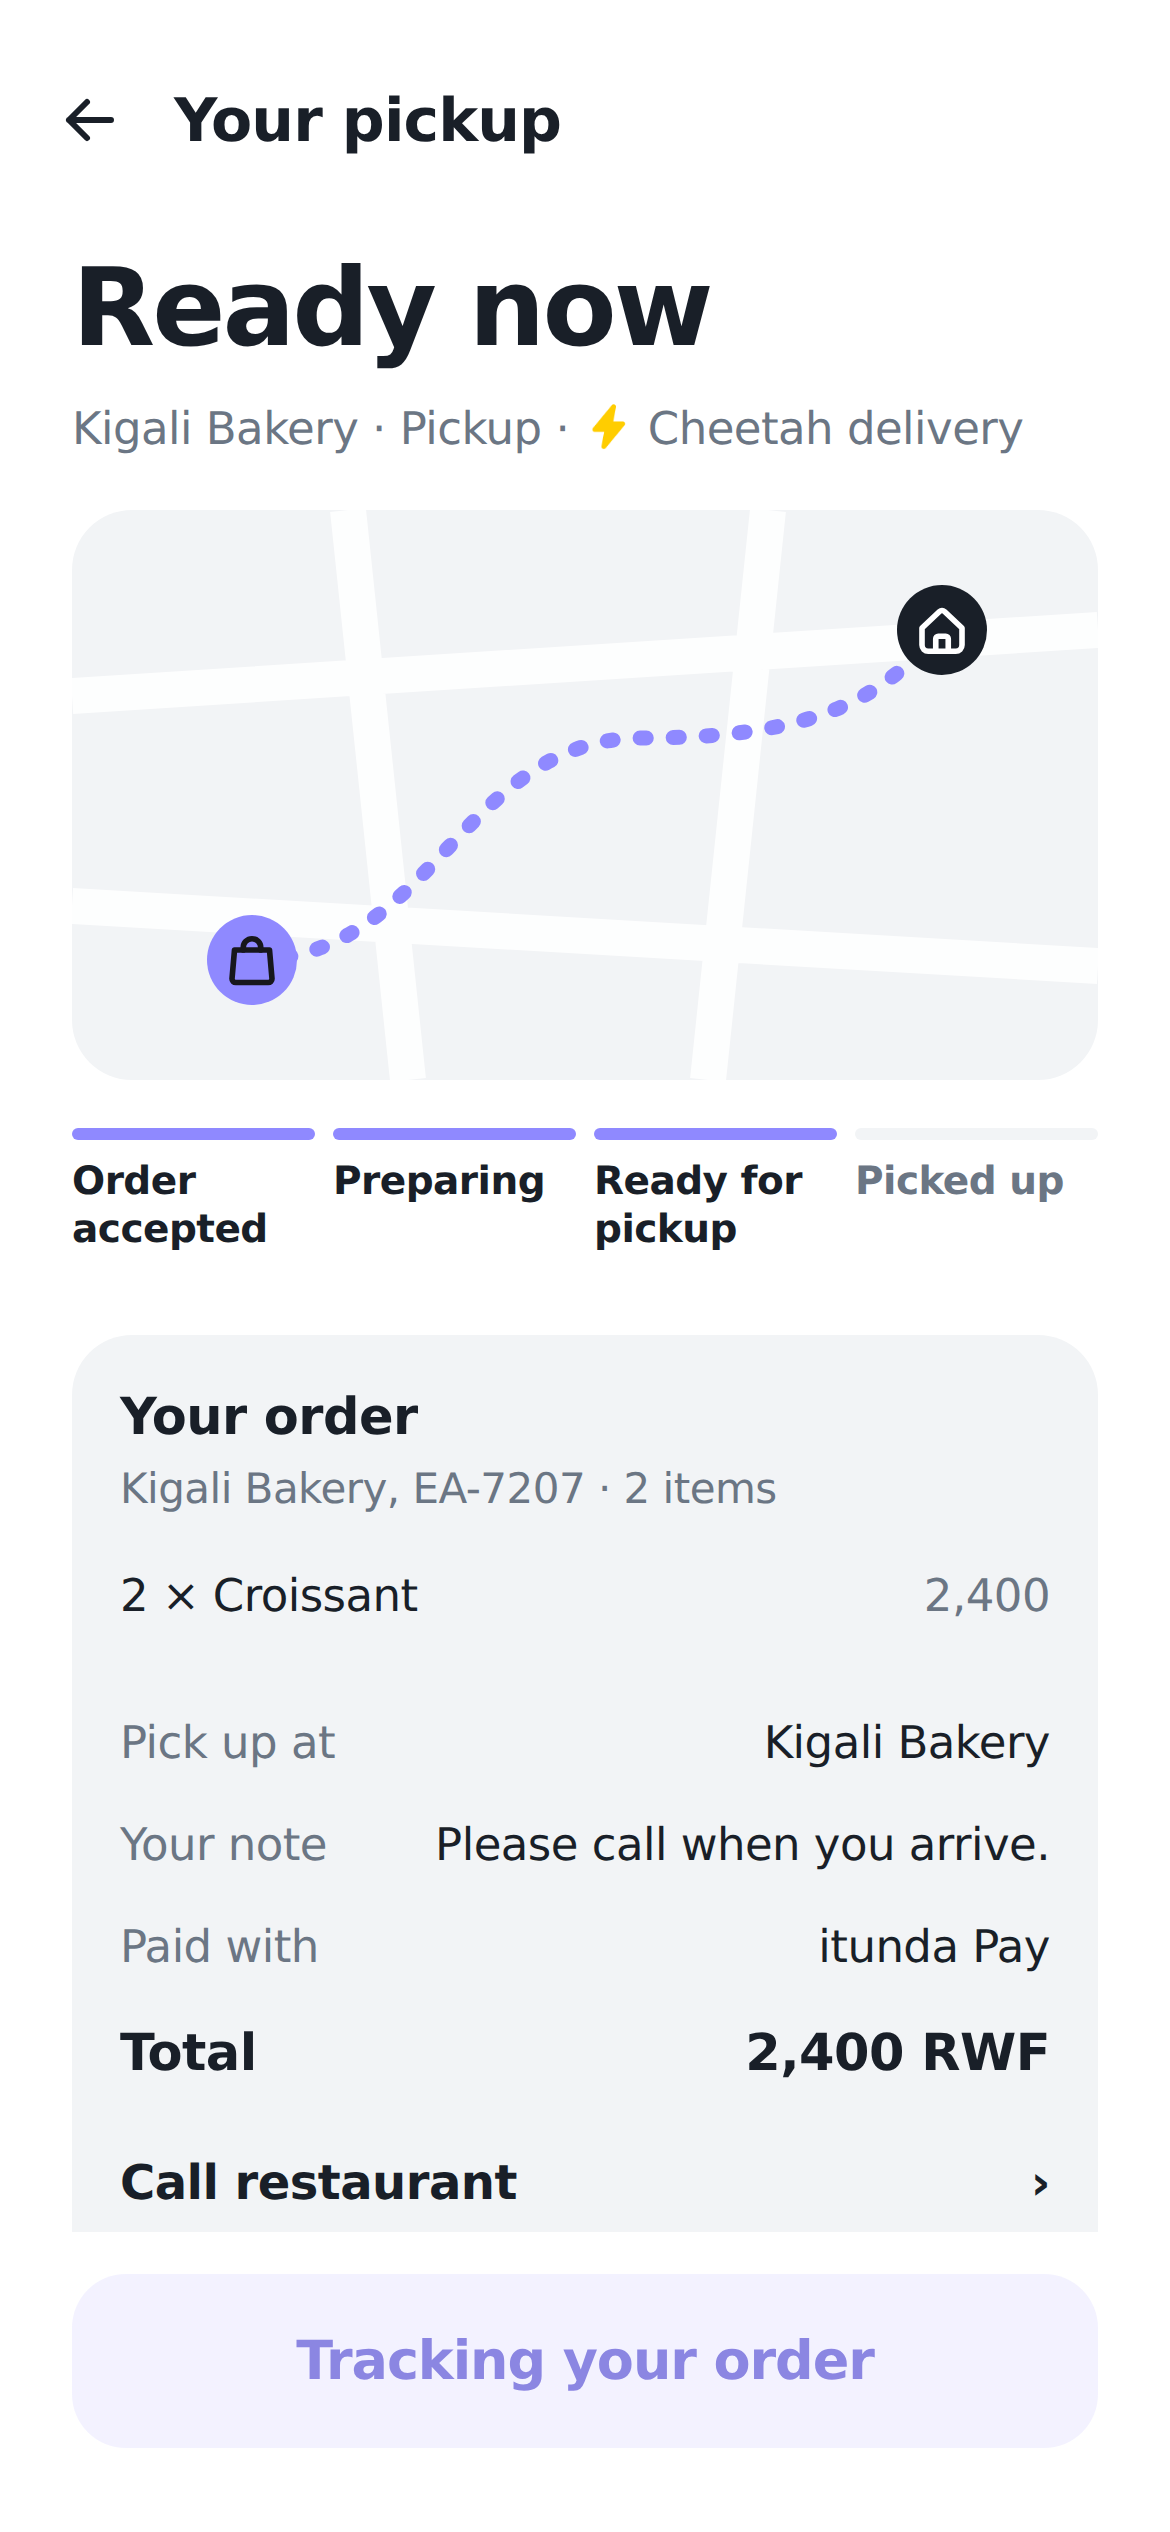 Your pickup
Ready now
Kigali Bakery · Pickup · ⚡ Cheetah delivery
Order accepted
Preparing
Ready for pickup
Picked up
Your order
Kigali Bakery, EA-7207 · 2 items
2 × Croissant 2,400
Pick up at Kigali Bakery
Your note Please call when you arrive.
Paid with itunda Pay
Total 2,400 RWF
Call restaurant ›
Tracking your order